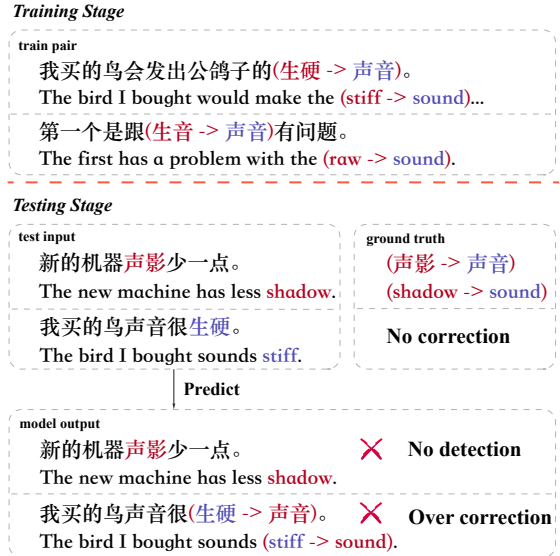 Training Stage
train pair
我买的鸟会发出公鸽子的(生硬 -> 声音)。
The bird I bought would make the (stiff -> sound)...
第一个是跟(生音 -> 声音)有问题。
The first has a problem with the (raw -> sound).
Testing Stage
test input
新的机器声影少一点。
The new machine has less shadow.
我买的鸟声音很生硬。
The bird I bought sounds stiff.
ground truth
(声影 -> 声音)
(shadow -> sound)
No correction
Predict
model output
新的机器声影少一点。
No detection
The new machine has less shadow.
我买的鸟声音很(生硬 -> 声音)。
Over correction
The bird I bought sounds (stiff -> sound).